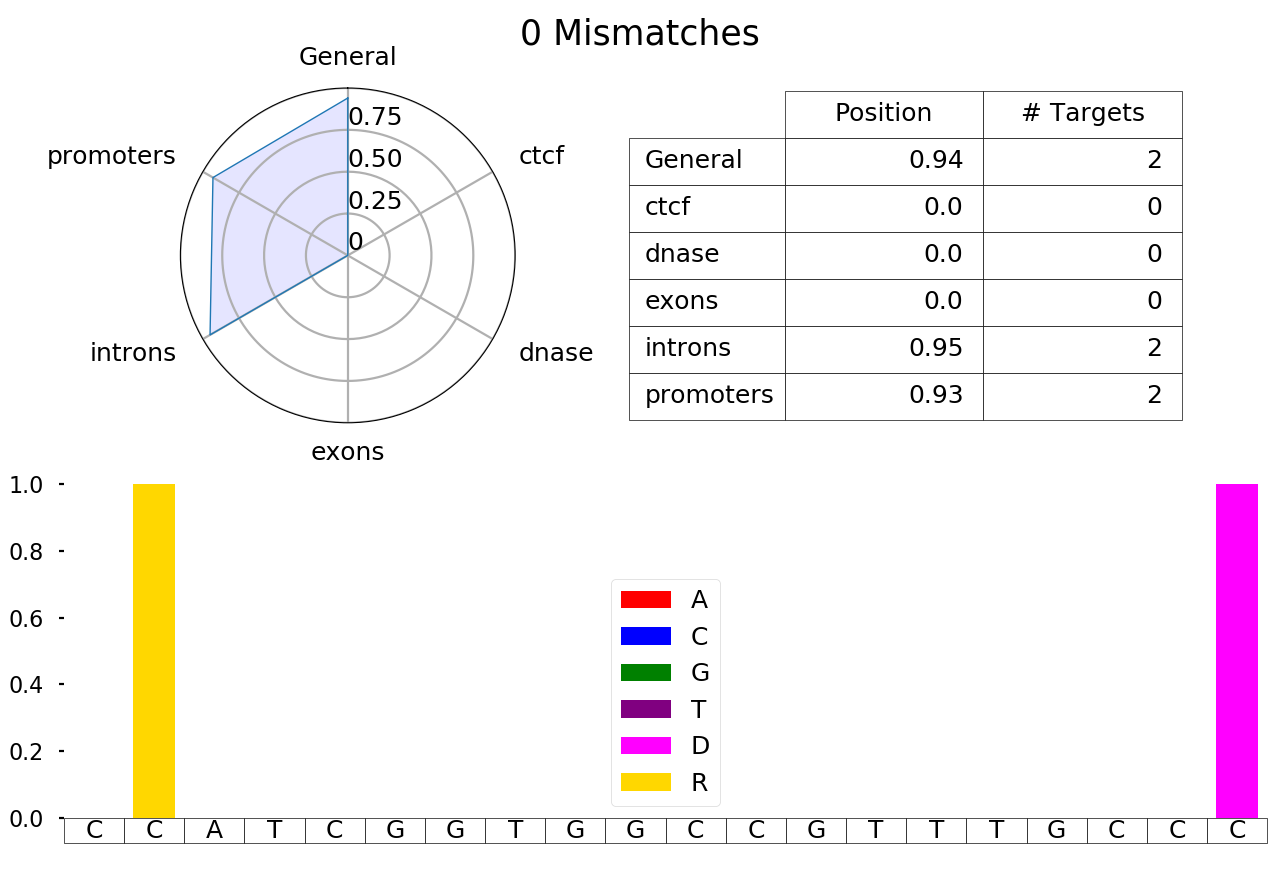 0 Mismatches
General
promoters
ctcf
introns
dnase
exons
0.75
0.50
0.25
0
Position # Targets
General 0.94 2
ctcf 0.0 0
dnase 0.0 0
exons 0.0 0
introns 0.95 2
promoters 0.93 2
1.0
0.8
0.6
0.4
0.2
0.0
A
C
G
T
D
R
C C A T C G G T G G C C G T T T G C C C